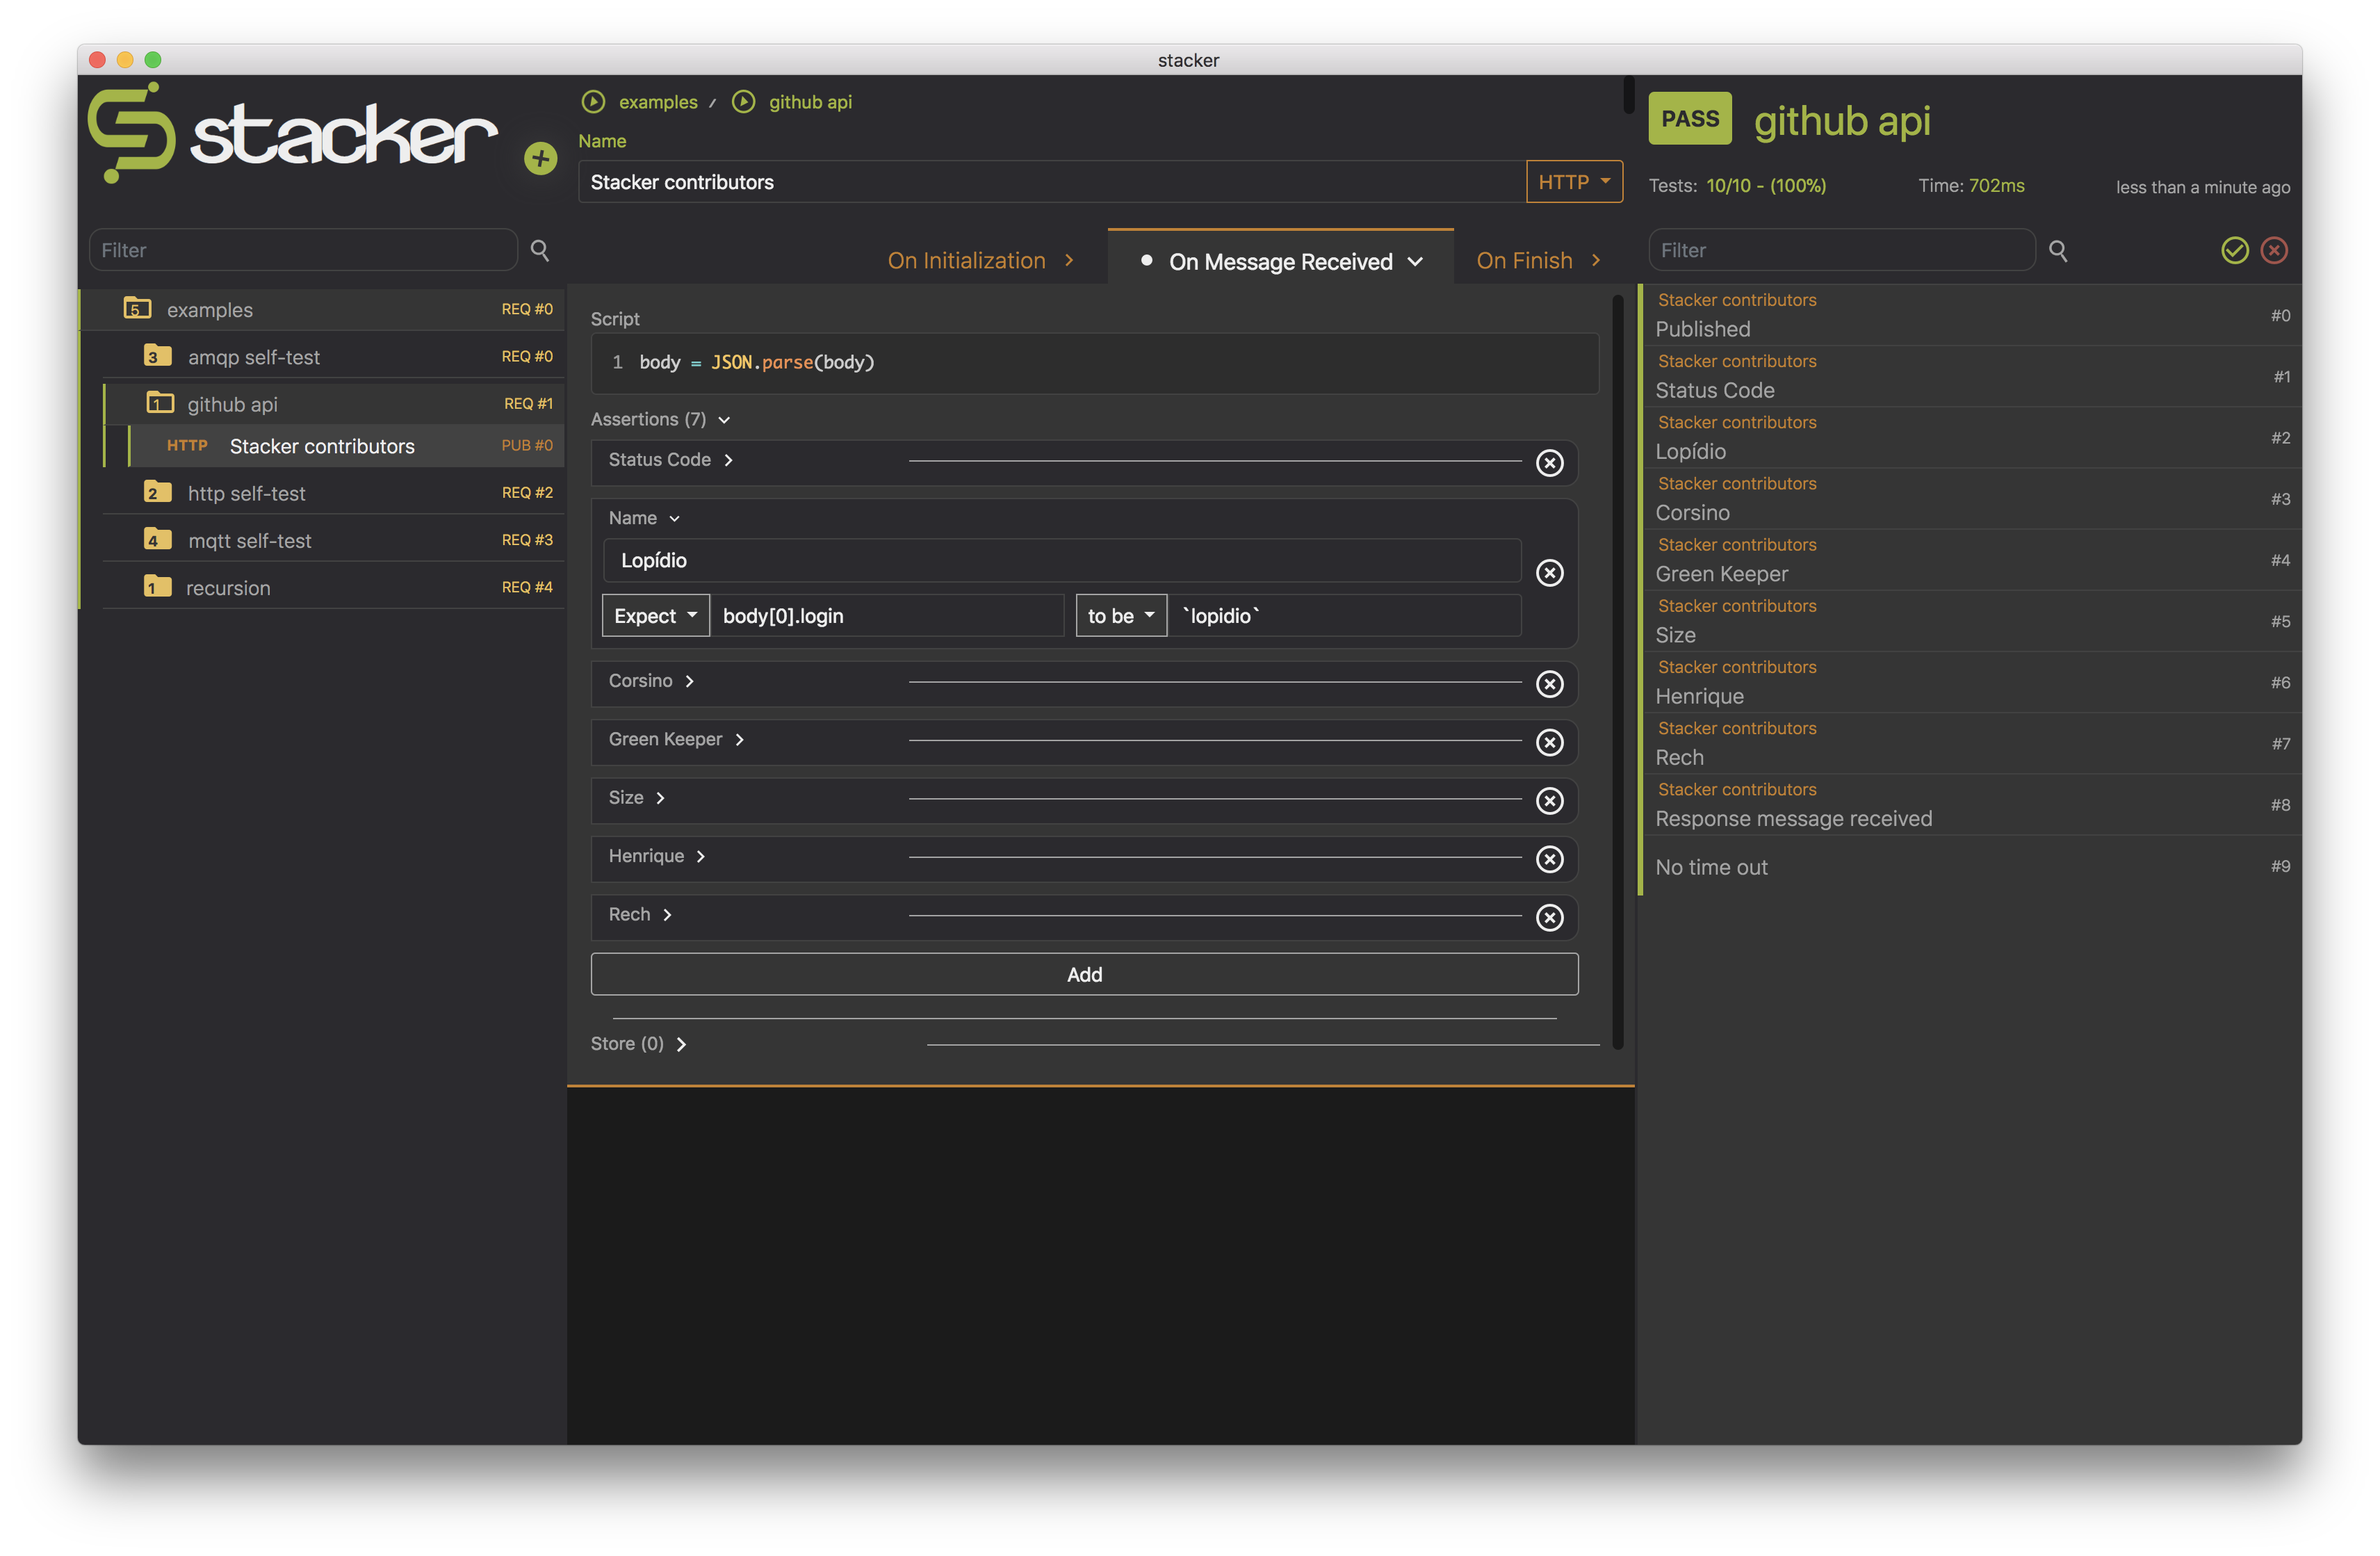 stacker
stacker
Filter
5 examples REQ #0
3 amqp self-test REQ #0
1 github api REQ #1
HTTP Stacker contributors PUB #0
2 http self-test REQ #2
4 mqtt self-test REQ #3
1 recursion REQ #4
examples / github api
Name
Stacker contributors HTTP
On Initialization On Message Received On Finish
Script
1 body = JSON.parse(body)
Assertions (7)
Status Code
Name
Lopídio
Expect body[0].login to be `lopidio`
Corsino
Green Keeper
Size
Henrique
Rech
Add
Store (0)
PASS github api
Tests: 10/10 - (100%) Time: 702ms less than a minute ago
Filter
Stacker contributors
Published #0
Stacker contributors
Status Code #1
Stacker contributors
Lopídio #2
Stacker contributors
Corsino #3
Stacker contributors
Green Keeper #4
Stacker contributors
Size #5
Stacker contributors
Henrique #6
Stacker contributors
Rech #7
Stacker contributors
Response message received #8
No time out #9